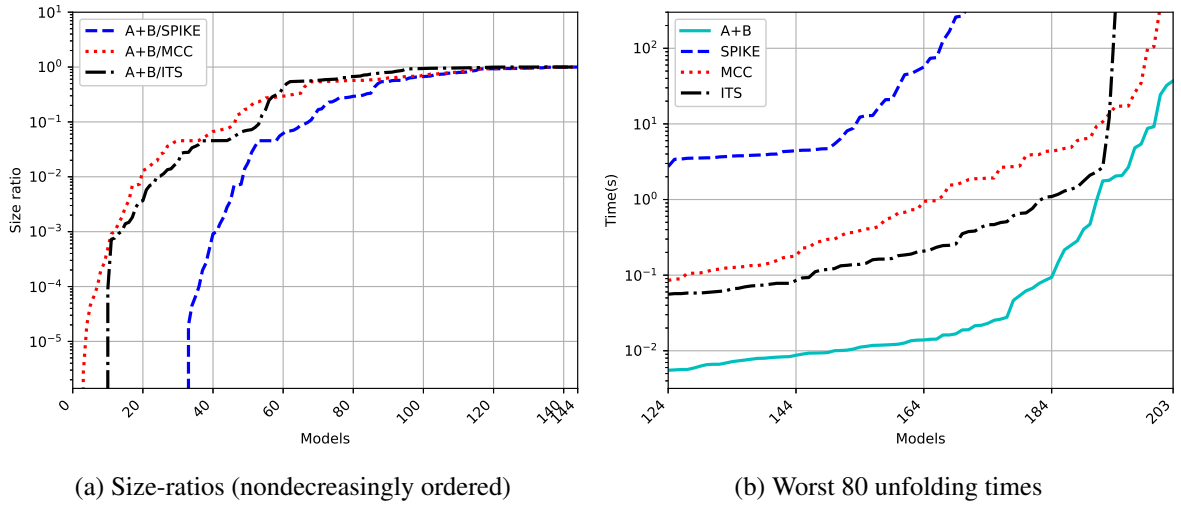 10^1
10^0
10^-1
10^-2
10^-3
10^-4
10^-5
Size ratio
A+B/SPIKE
A+B/MCC
A+B/ITS
0
20
40
60
80
100
120
140
144
Models
(a) Size-ratios (nondecreasingly ordered)
10^2
10^1
10^0
10^-1
10^-2
Time(s)
A+B
SPIKE
MCC
ITS
124
144
164
184
203
Models
(b) Worst 80 unfolding times